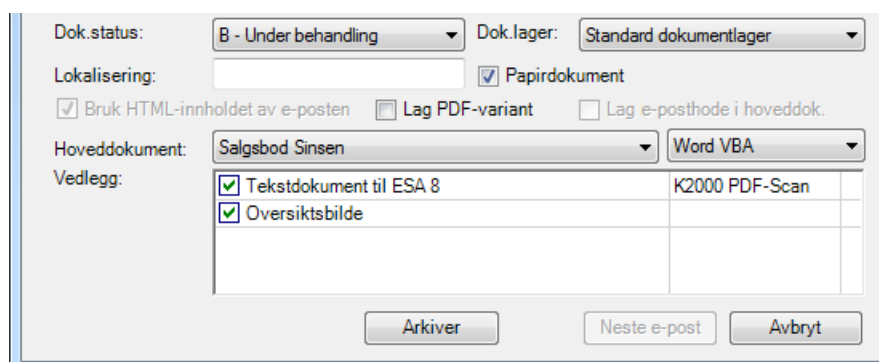 Dok.status: B - Under behandling Dok.lager: Standard dokumentlager
Lokalisering: Papirdokument
Bruk HTML-innholdet av e-posten Lag PDF-variant Lag e-posthode i hoveddok.
Hoveddokument: Salgsbod Sinsen Word VBA
Vedlegg: Tekstdokument til ESA 8 K2000 PDF-Scan
Oversiktsbilde
Arkiver Neste e-post Avbryt